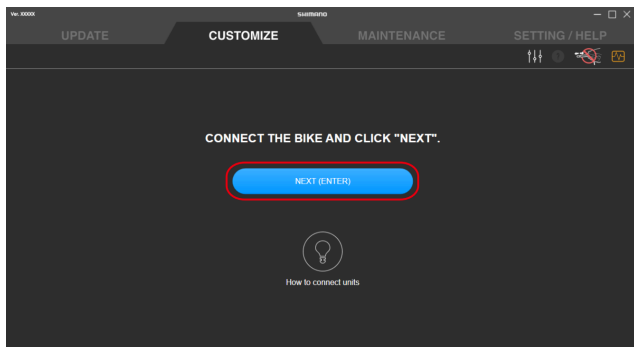 Ver. XXXXX
SHIMANO
UPDATE
CUSTOMIZE
MAINTENANCE
SETTING / HELP
CONNECT THE BIKE AND CLICK "NEXT".
NEXT (ENTER)
How to connect units